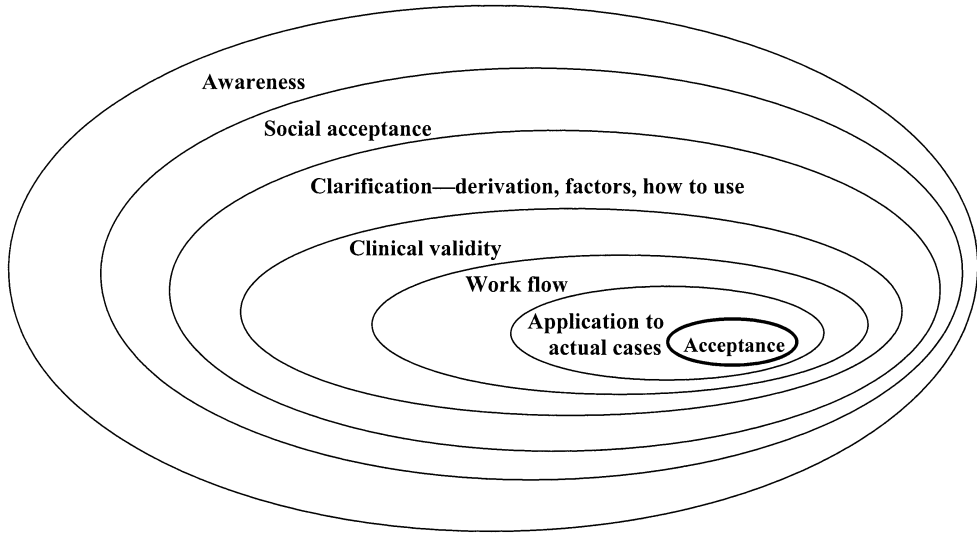 Awareness
Social acceptance
Clarification—derivation, factors, how to use
Clinical validity
Work flow
Application to
actual cases
Acceptance